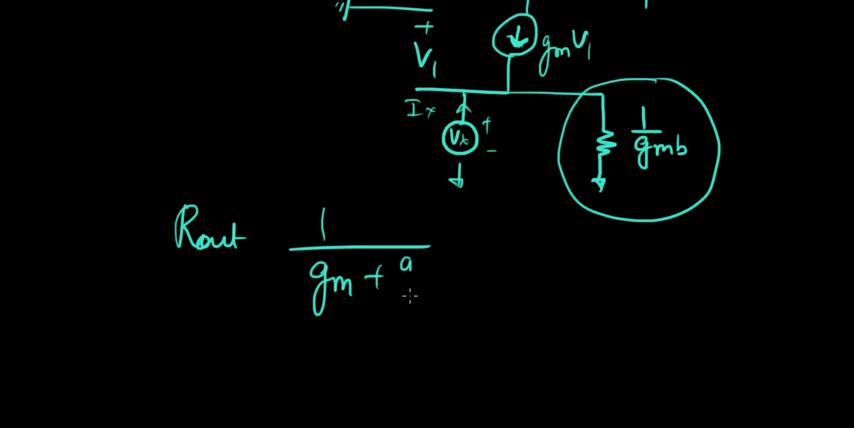 +
V1
gmV1
Ix
Vx
+
-
1/gmb
Rout 1/gm + a